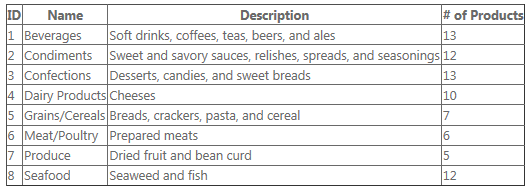 ID Name Description # of Products
1 Beverages Soft drinks, coffees, teas, beers, and ales 13
2 Condiments Sweet and savory sauces, relishes, spreads, and seasonings 12
3 Confections Desserts, candies, and sweet breads 13
4 Dairy Products Cheeses 10
5 Grains/Cereals Breads, crackers, pasta, and cereal 7
6 Meat/Poultry Prepared meats 6
7 Produce Dried fruit and bean curd 5
8 Seafood Seaweed and fish 12